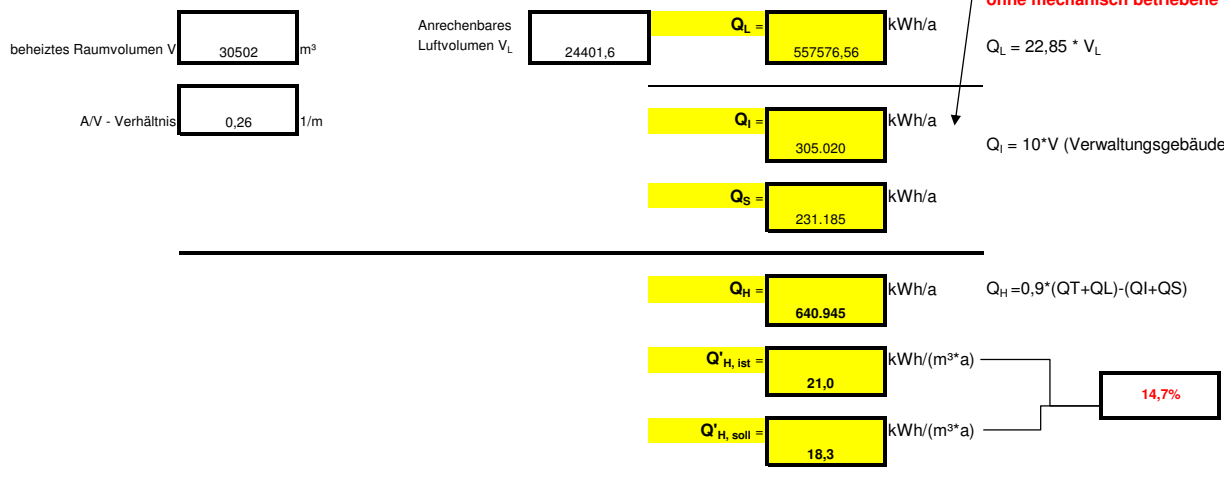 ohne mechanisch betriebene
Anrechenbares
Luftvolumen VL
24401,6
QL =
557576,56
kWh/a
beheiztes Raumvolumen V
30502
m³
QL = 22,85 * VL
A/V - Verhältnis
0,26
1/m
QI =
305.020
kWh/a
QI = 10*V (Verwaltungsgebäude
QS =
231.185
kWh/a
QH =
640.945
kWh/a
QH =0,9*(QT+QL)-(QI+QS)
Q'H, ist =
21,0
kWh/(m³*a)
14,7%
Q'H, soll =
18,3
kWh/(m³*a)